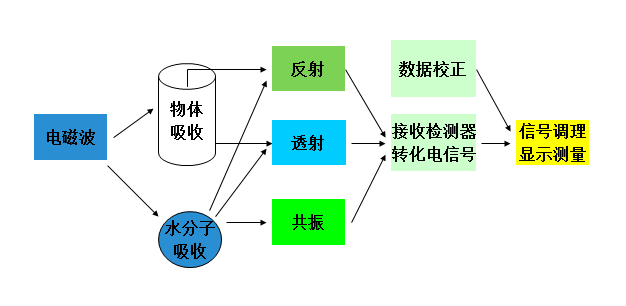 电磁波
物体
吸收
水分子
吸收
反射
透射
共振
数据校正
接收检测器
转化电信号
信号调理
显示测量